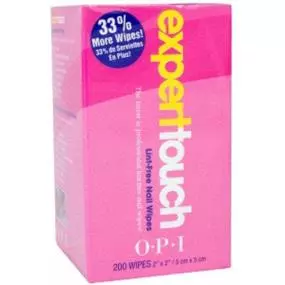 33%
More Wipes!
33% de Serviettes
En Plus!
experttouch
Lint-Free Nail Wipes
O·P·I
200 WIPES 2" x 2" / 5 cm x 5 cm